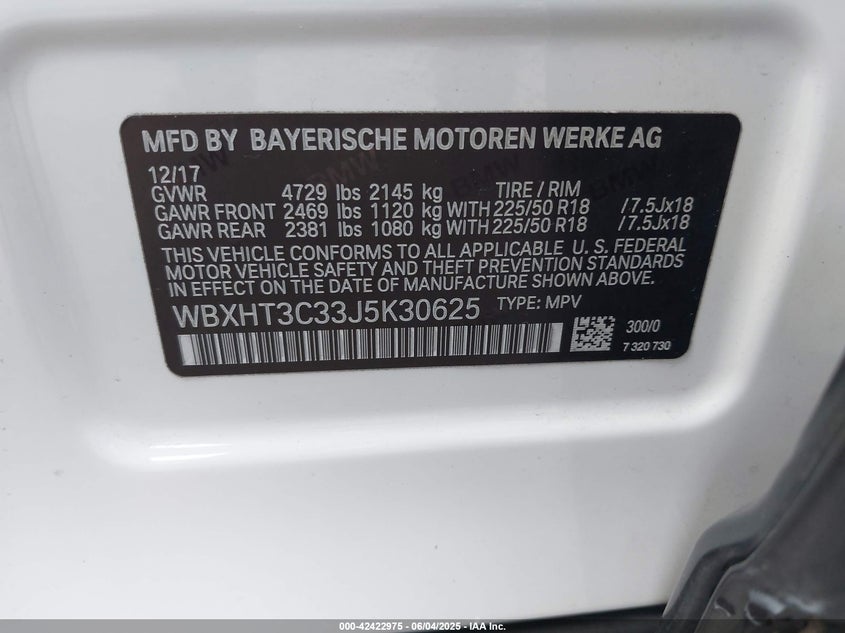 MFD BY BAYERISCHE MOTOREN WERKE AG
12/17
GVWR 4729 lbs 2145 kg TIRE / RIM
GAWR FRONT 2469 lbs 1120 kg WITH 225/50 R18 /7.5Jx18
GAWR REAR 2381 lbs 1080 kg WITH 225/50 R18 /7.5Jx18
THIS VEHICLE CONFORMS TO ALL APPLICABLE U. S. FEDERAL
MOTOR VEHICLE SAFETY AND THEFT PREVENTION STANDARDS
IN EFFECT ON THE DATE OF MANUFACTURE SHOWN ABOVE.
WBXHT3C33J5K30625 TYPE: MPV
300/0
7 320 730
000-42422975 - 06/04/2025 - IAA Inc.